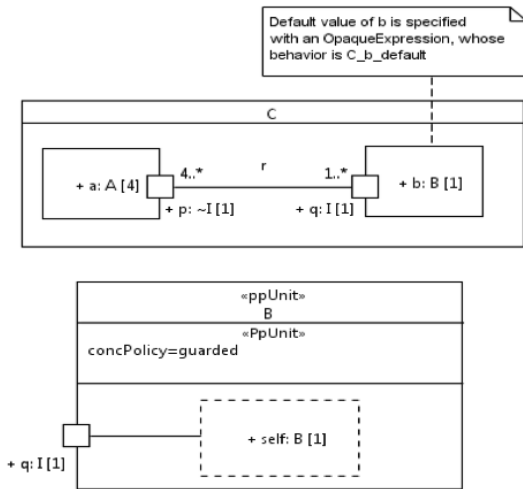 Default value of b is specified
with an OpaqueExpression, whose
behavior is C_b_default
C
4..* r 1..*
+ a: A [4] + b: B [1]
+ p: ~I [1] + q: I [1]
«ppUnit»
B
«PpUnit»
concPolicy=guarded
+ self: B [1]
+ q: I [1]